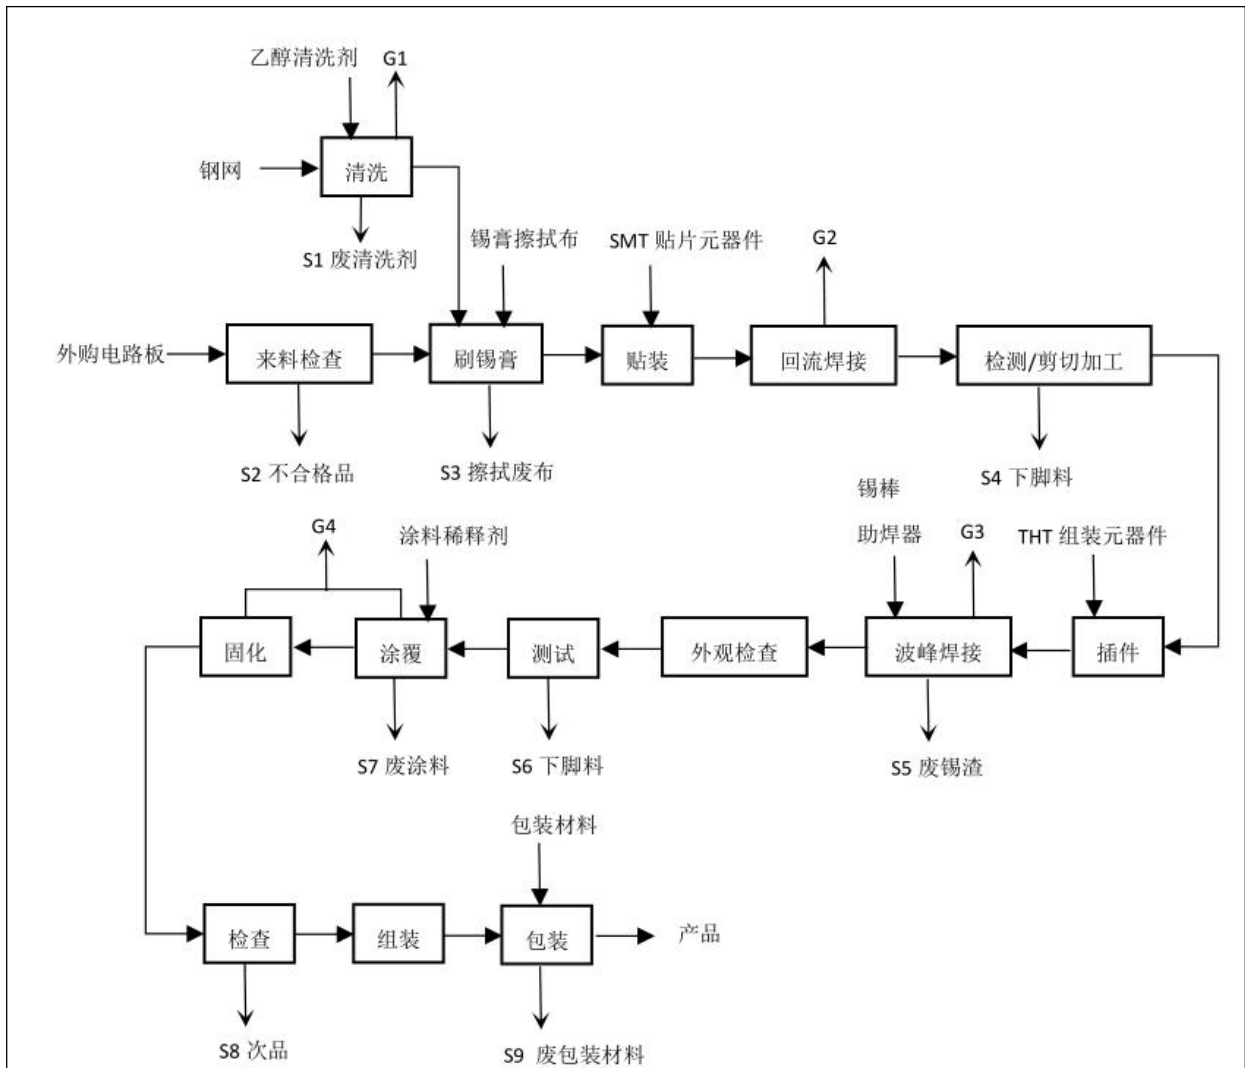 乙醇清洗剂
G1
钢网
清洗
S1 废清洗剂
锡膏擦拭布
SMT 贴片元器件
G2
外购电路板
来料检查
刷锡膏
贴装
回流焊接
检测/剪切加工
S2 不合格品
S3 擦拭废布
S4 下脚料
锡棒
助焊器
G3
THT 组装元器件
G4
涂料稀释剂
固化
涂覆
测试
外观检查
波峰焊接
插件
S7 废涂料
S6 下脚料
S5 废锡渣
包装材料
检查
组装
包装
产品
S8 次品
S9 废包装材料